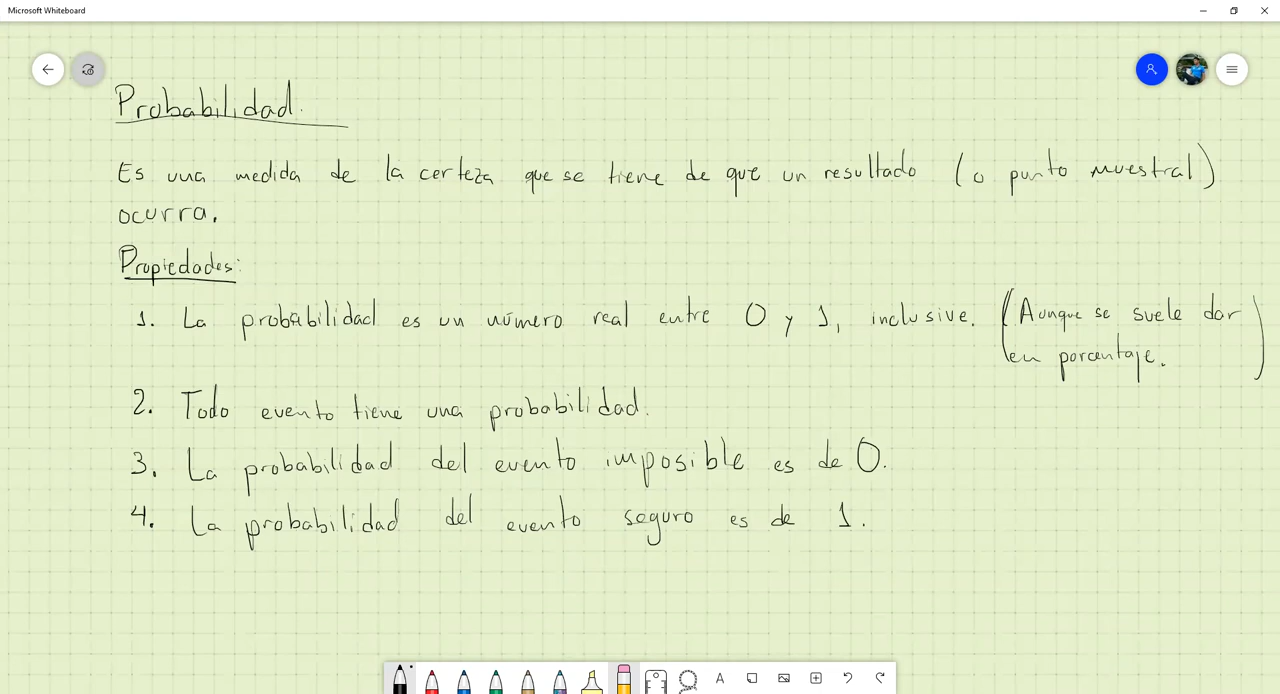 Microsoft Whiteboard
Probabilidad.
Es una medida de la certeza que se tiene de que un resultado (o punto muestral)
ocurra.
Propiedades:
1. La probabilidad es un número real entre 0 y 1, inclusive. (Aunque se suele dar
en porcentaje.)
2. Todo evento tiene una probabilidad.
3. La probabilidad del evento imposible es de 0.
4. La probabilidad del evento seguro es de 1.
A